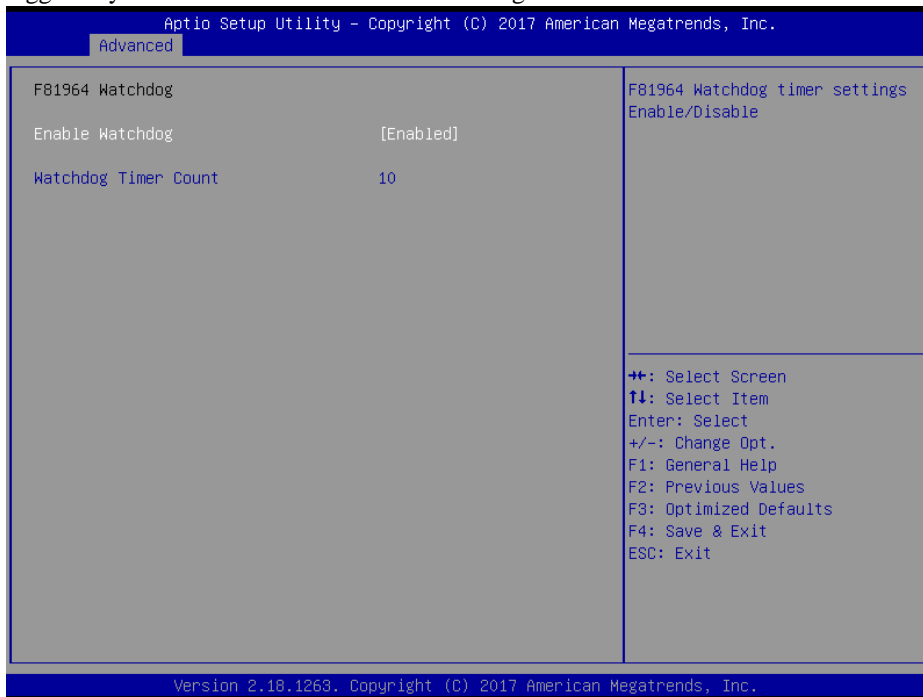 Aptio Setup Utility – Copyright (C) 2017 American Megatrends, Inc.
Advanced
F81964 Watchdog
Enable Watchdog [Enabled]
Watchdog Timer Count 10
F81964 Watchdog timer settings
Enable/Disable
→←: Select Screen
↑↓: Select Item
Enter: Select
+/-: Change Opt.
F1: General Help
F2: Previous Values
F3: Optimized Defaults
F4: Save & Exit
ESC: Exit
Version 2.18.1263. Copyright (C) 2017 American Megatrends, Inc.